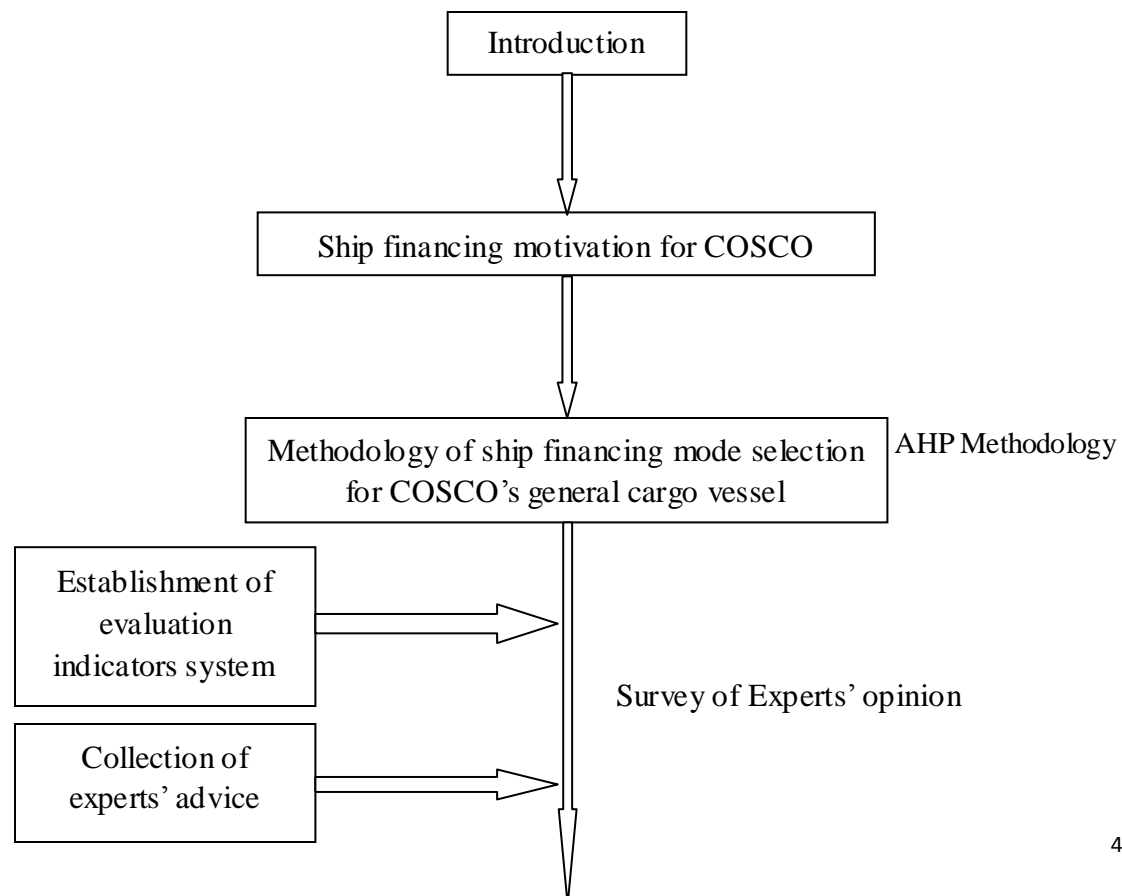 Introduction
Ship financing motivation for COSCO
Methodology of ship financing mode selection
for COSCO’s general cargo vessel
AHP Methodology
Establishment of
evaluation
indicators system
Survey of Experts’ opinion
Collection of
experts’ advice
4